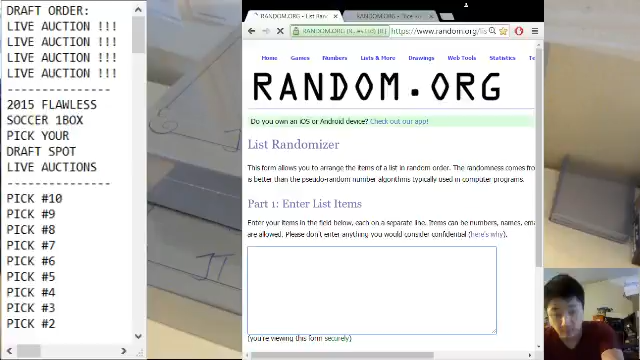 DRAFT ORDER:
LIVE AUCTION !!!
LIVE AUCTION !!!
LIVE AUCTION !!!
LIVE AUCTION !!!
---------------
2015 FLAWLESS
SOCCER 1BOX
PICK YOUR
DRAFT SPOT
LIVE AUCTIONS
---------------
PICK #10
PICK #9
PICK #8
PICK #7
PICK #6
PICK #5
PICK #4
PICK #3
PICK #2
RANDOM.ORG - List Ran
https://www.random.org/lis
Home Games Numbers Lists & More Drawings Web Tools Statistics Te
RANDOM.ORG
Do you own an iOS or Android device? Check out our app!
List Randomizer
This form allows you to arrange the items of a list in random order. The randomness comes fro
is better than the pseudo-random number algorithms typically used in computer programs.
Part 1: Enter List Items
Enter your items in the field below, each on a separate line. Items can be numbers, names, ema
are allowed. Please don't enter anything you would consider confidential (here's why).
(you're viewing this form securely)